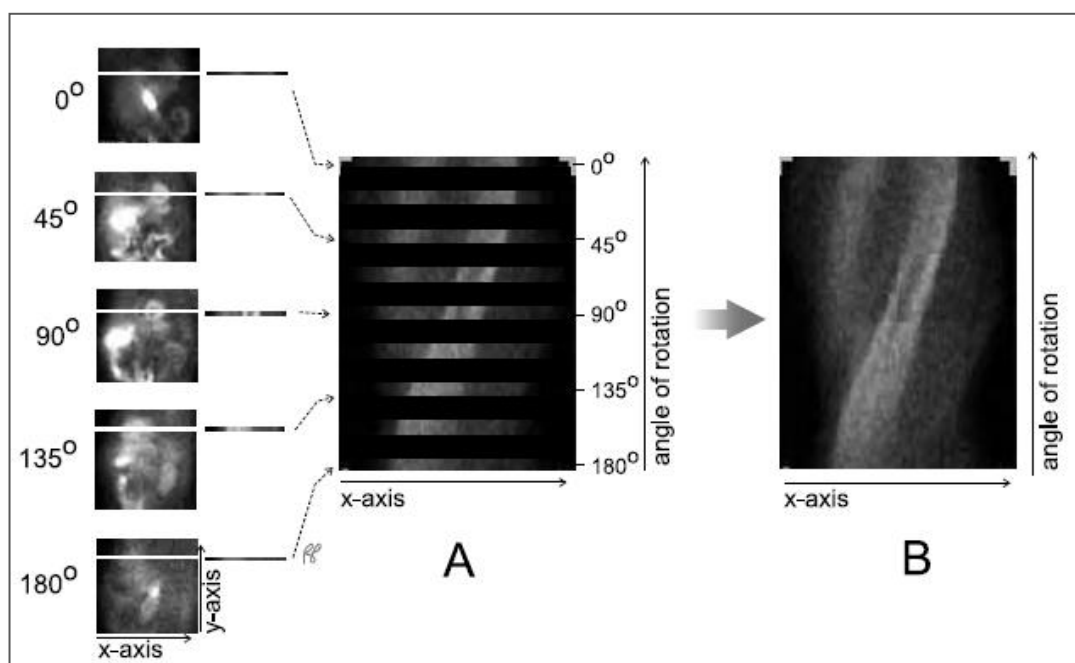 0°
45°
90°
135°
180°
y-axis
x-axis
0°
45°
90°
135°
180°
angle of rotation
x-axis
A
angle of rotation
x-axis
B